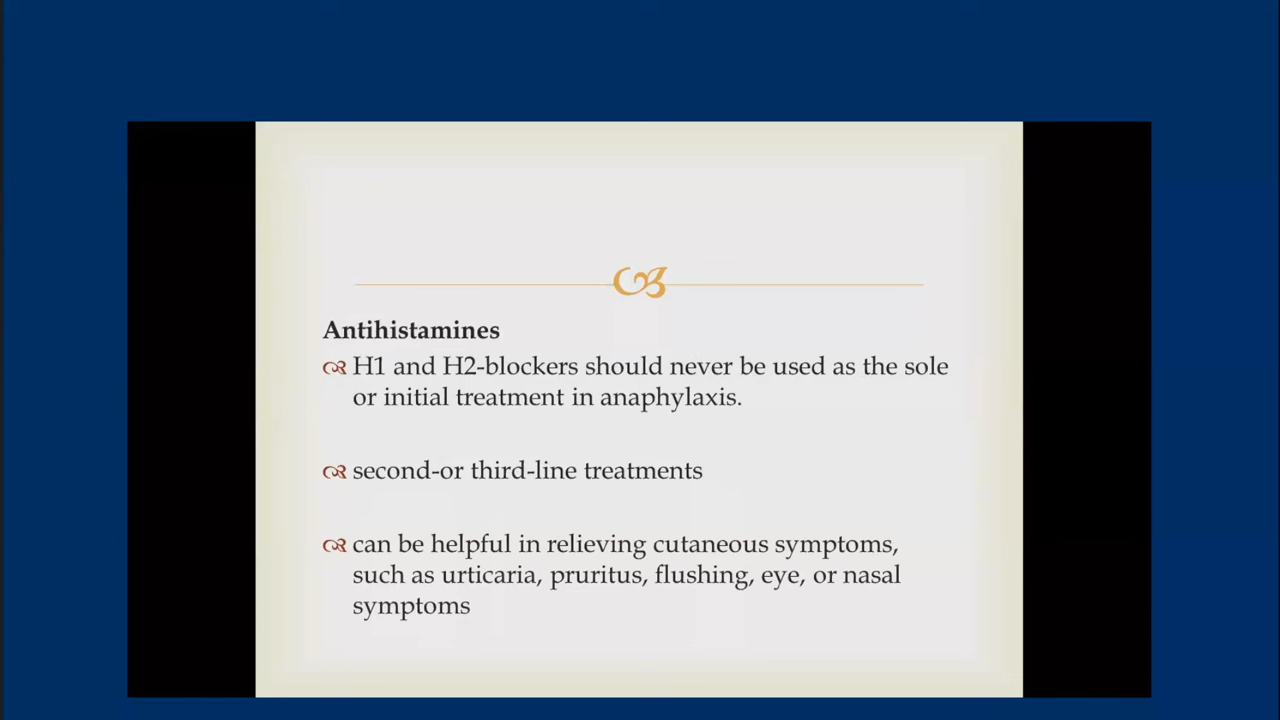 Antihistamines
H1 and H2-blockers should never be used as the sole
or initial treatment in anaphylaxis.
second-or third-line treatments
can be helpful in relieving cutaneous symptoms,
such as urticaria, pruritus, flushing, eye, or nasal
symptoms